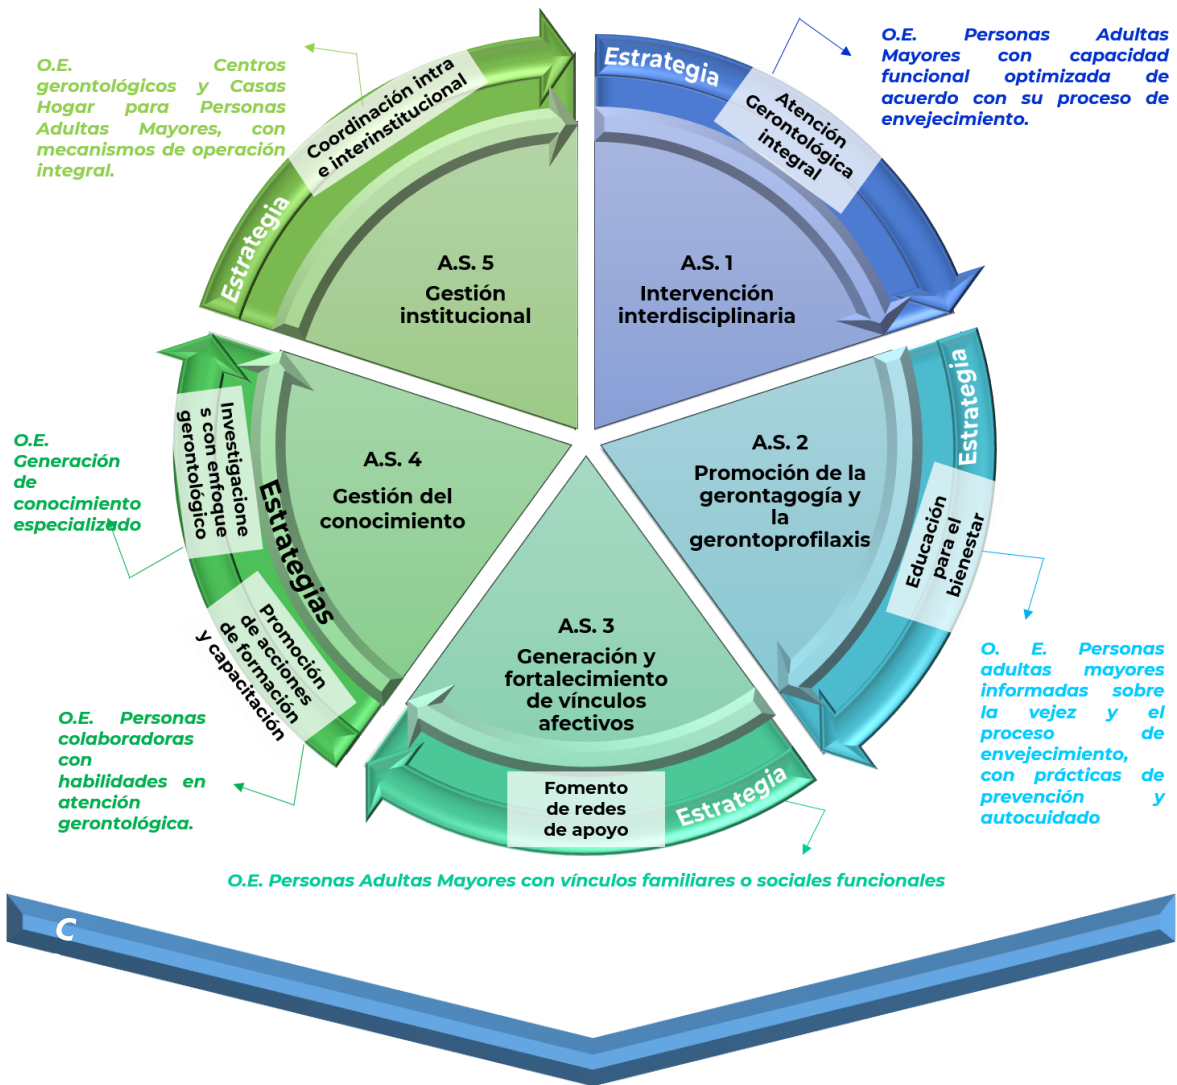 O.E. Personas Adultas
Mayores con capacidad
funcional optimizada de
acuerdo con su proceso de
envejecimiento.
Estrategia
Atención
Gerontológica
integral
A.S. 1
Intervención
interdisciplinaria
A.S. 2
Promoción de la
gerontagogía y
la
gerontoprofilaxis
Estrategia
Educación
para el
bienestar
O. E. Personas
adultas mayores
informadas sobre
la vejez y el
proceso de
envejecimiento,
con prácticas de
prevención y
autocuidado
A.S. 3
Generación y
fortalecimiento
de vínculos
afectivos
Fomento
de redes
de apoyo
Estrategia
O.E. Personas Adultas Mayores con vínculos familiares o sociales funcionales
A.S. 4
Gestión del
conocimiento
Estrategias
Investigacione
s con enfoque
gerontológico
Promoción
de acciones
de formación
y capacitación
O.E.
Generación
de
conocimiento
especializado
O.E. Personas
colaboradoras
con
habilidades en
atención
gerontológica.
A.S. 5
Gestión
institucional
Estrategia
Coordinación intra
e interinstitucional
O.E. Centros
gerontológicos y Casas
Hogar para Personas
Adultas Mayores, con
mecanismos de operación
integral.
C